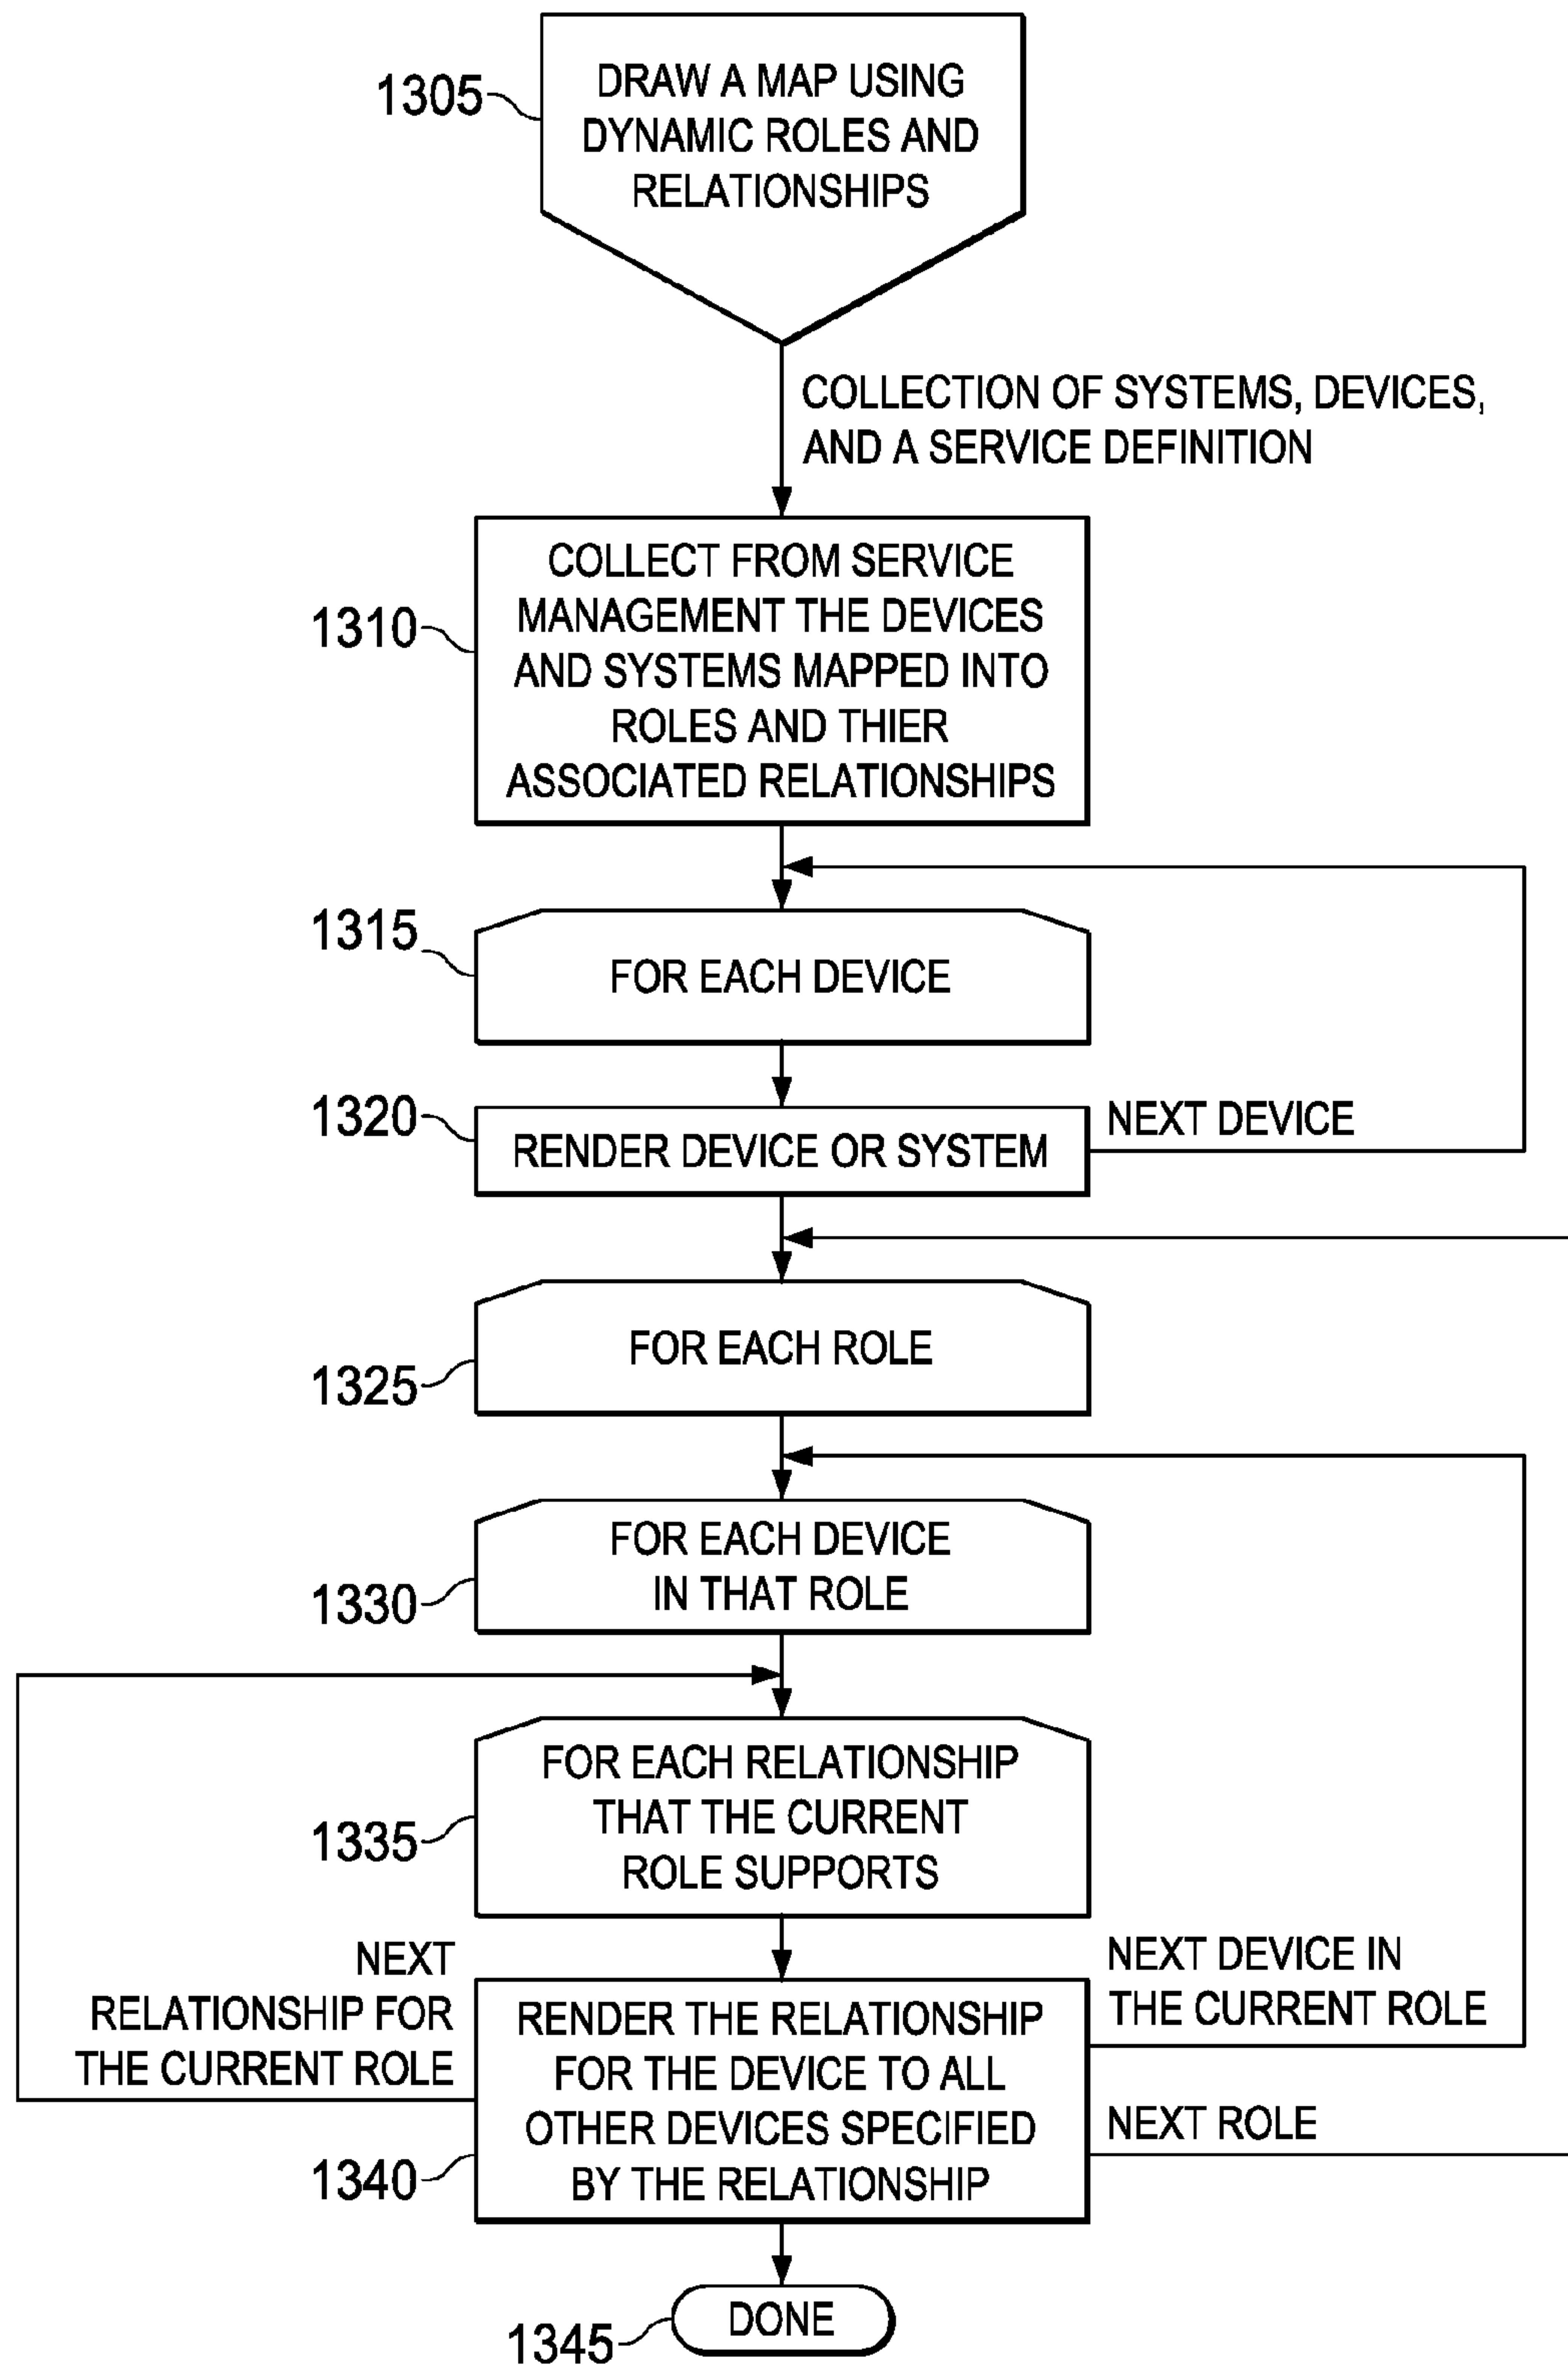 1305
DRAW A MAP USING
DYNAMIC ROLES AND
RELATIONSHIPS
COLLECTION OF SYSTEMS, DEVICES,
AND A SERVICE DEFINITION
1310
COLLECT FROM SERVICE
MANAGEMENT THE DEVICES
AND SYSTEMS MAPPED INTO
ROLES AND THIER
ASSOCIATED RELATIONSHIPS
1315
FOR EACH DEVICE
1320
RENDER DEVICE OR SYSTEM
NEXT DEVICE
1325
FOR EACH ROLE
1330
FOR EACH DEVICE
IN THAT ROLE
1335
FOR EACH RELATIONSHIP
THAT THE CURRENT
ROLE SUPPORTS
NEXT
RELATIONSHIP FOR
THE CURRENT ROLE
NEXT DEVICE IN
THE CURRENT ROLE
1340
RENDER THE RELATIONSHIP
FOR THE DEVICE TO ALL
OTHER DEVICES SPECIFIED
BY THE RELATIONSHIP
NEXT ROLE
1345
DONE